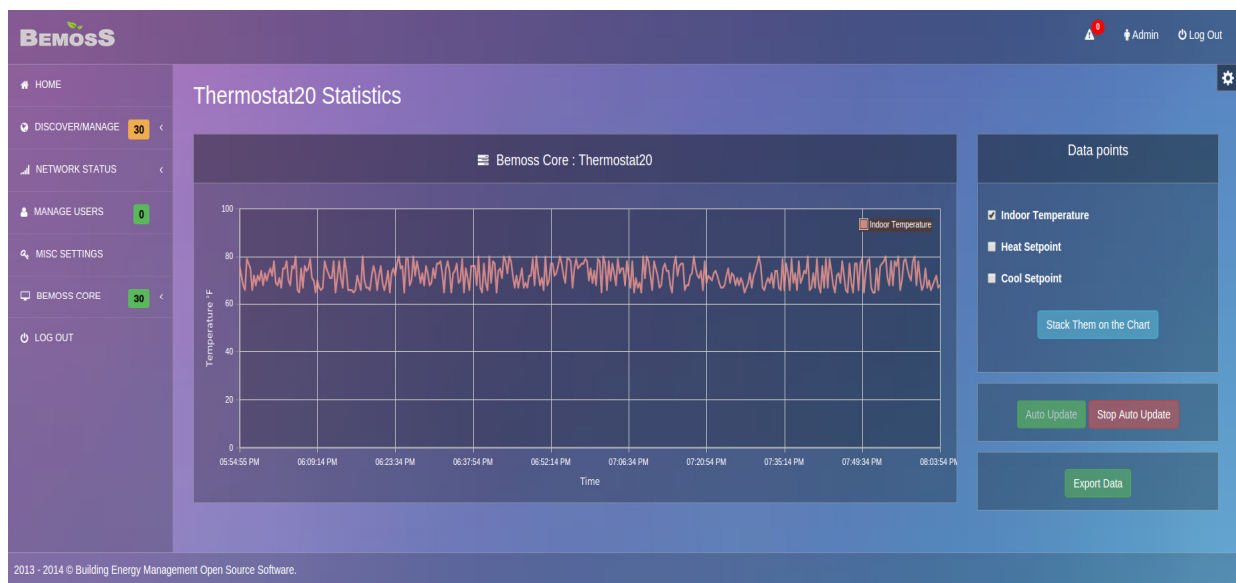 BEMOSS
0
Admin
Log Out
HOME
DISCOVER/MANAGE 30
NETWORK STATUS
MANAGE USERS 0
MISC SETTINGS
BEMOSS CORE 30
LOG OUT
Thermostat20 Statistics
Bemoss Core : Thermostat20
Indoor Temperature
100
80
60
40
20
0
Temperature °F
05:54:55 PM 06:09:14 PM 06:23:34 PM 06:37:54 PM 06:52:14 PM 07:06:34 PM 07:20:54 PM 07:35:14 PM 07:49:34 PM 08:03:54 PM
Time
Data points
Indoor Temperature
Heat Setpoint
Cool Setpoint
Stack Them on the Chart
Auto Update Stop Auto Update
Export Data
2013 - 2014 © Building Energy Management Open Source Software.